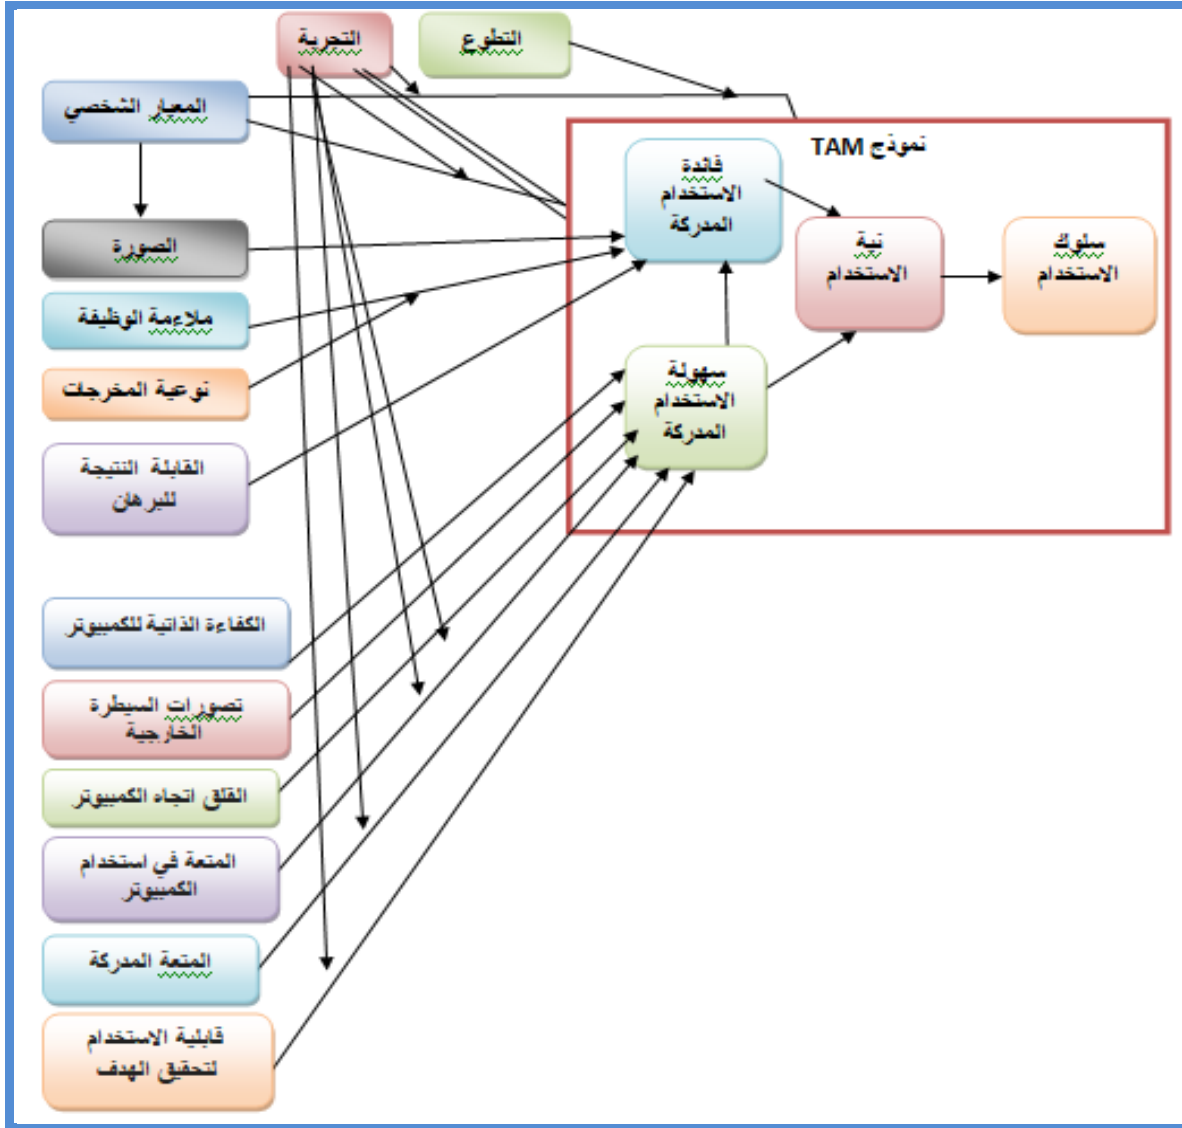 التجربة
التطوع
المعيار الشخصي
نموذج TAM
فائدة
الاستخدام
المدركة
الصورة
نية
الاستخدام
سلوك
الاستخدام
ملاءمة الوظيفة
نوعية المخرجات
سهولة
الاستخدام
المدركة
القابلة النتيجة
للبرهان
الكفاءة الذاتية للكمبيوتر
تصورات السيطرة
الخارجية
القلق اتجاه الكمبيوتر
المتعة في استخدام
الكمبيوتر
المتعة المدركة
قابلية الاستخدام
لتحقيق الهدف